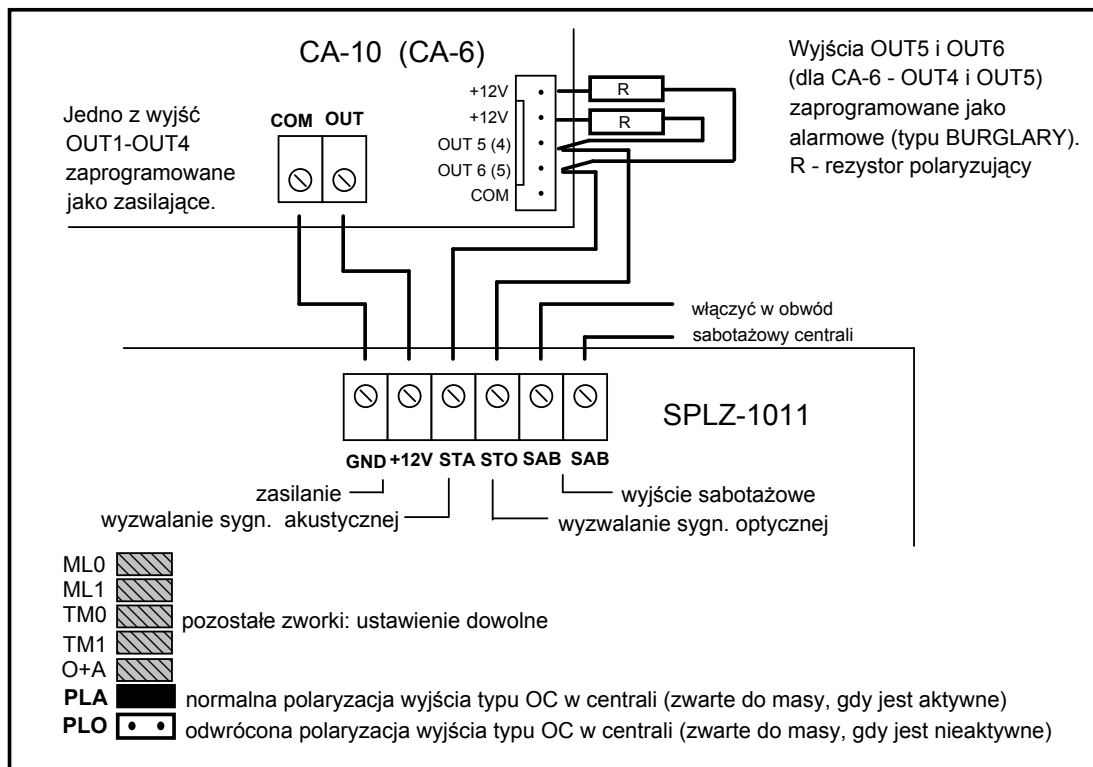 CA-10 (CA-6)
Jedno z wyjść
OUT1-OUT4
zaprogramowane
jako zasilające.
COM OUT
+12V
+12V
OUT 5 (4)
OUT 6 (5)
COM
R
R
Wyjścia OUT5 i OUT6
(dla CA-6 - OUT4 i OUT5)
zaprogramowane jako
alarmowe (typu BURGLARY).
R - rezystor polaryzujący
włączyć w obwód
sabotażowy centrali
SPLZ-1011
GND +12V STA STO SAB SAB
zasilanie
wyzwalanie sygn. akustycznej
wyjście sabotażowe
wyzwalanie sygn. optycznej
ML0
ML1
TM0
TM1
O+A
pozostałe zworki: ustawienie dowolne
PLA normalna polaryzacja wyjścia typu OC w centrali (zwarte do masy, gdy jest aktywne)
PLO odwrócona polaryzacja wyjścia typu OC w centrali (zwarte do masy, gdy jest nieaktywne)